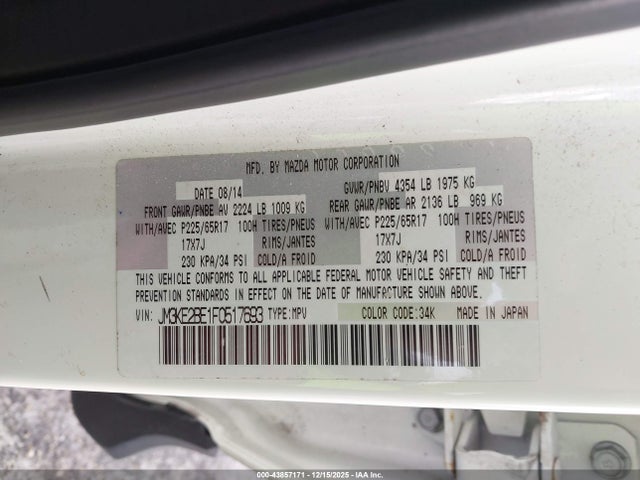 MFD. BY MAZDA MOTOR CORPORATION
DATE 08/14 GVWR/PNBV 4354 LB 1975 KG
FRONT GAWR/PNBE AV 2224 LB 1009 KG REAR GAWR/PNBE AR 2136 LB 969 KG
WITH/AVEC P225/65R17 100H TIRES/PNEUS WITH/AVEC P225/65R17 100H TIRES/PNEUS
17X7J RIMS/JANTES 17X7J RIMS/JANTES
230 KPA/34 PSI COLD/A FROID 230 KPA/34 PSI COLD/A FROID
THIS VEHICLE CONFORMS TO ALL APPLICABLE FEDERAL MOTOR VEHICLE SAFETY AND THEFT
PREVENTION STANDARDS IN EFFECT ON THE DATE OF MANUFACTURE SHOWN ABOVE.
VIN: JM3KE2BE1F0517693 TYPE:MPV COLOR CODE:34K MADE IN JAPAN
000-43857171 - 12/15/2025 - IAA Inc.